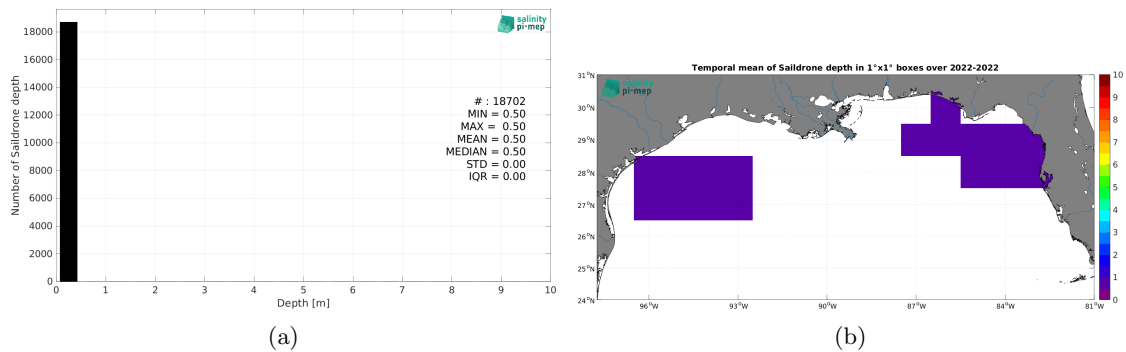 18000
16000
14000
12000
10000
8000
6000
4000
2000
0
Number of Saildrone depth
salinity
pi-mep
# : 18702
MIN = 0.50
MAX = 0.50
MEAN = 0.50
MEDIAN = 0.50
STD = 0.00
IQR = 0.00
0 1 2 3 4 5 6 7 8 9 10
Depth [m]
(a)
Temporal mean of Saildrone depth in 1°x1° boxes over 2022-2022
salinity
pi-mep
31°N
30°N
29°N
28°N
27°N
26°N
25°N
24°N
96°W 93°W 90°W 87°W 84°W 81°W
10
9
8
7
6
5
4
3
2
1
0
(b)